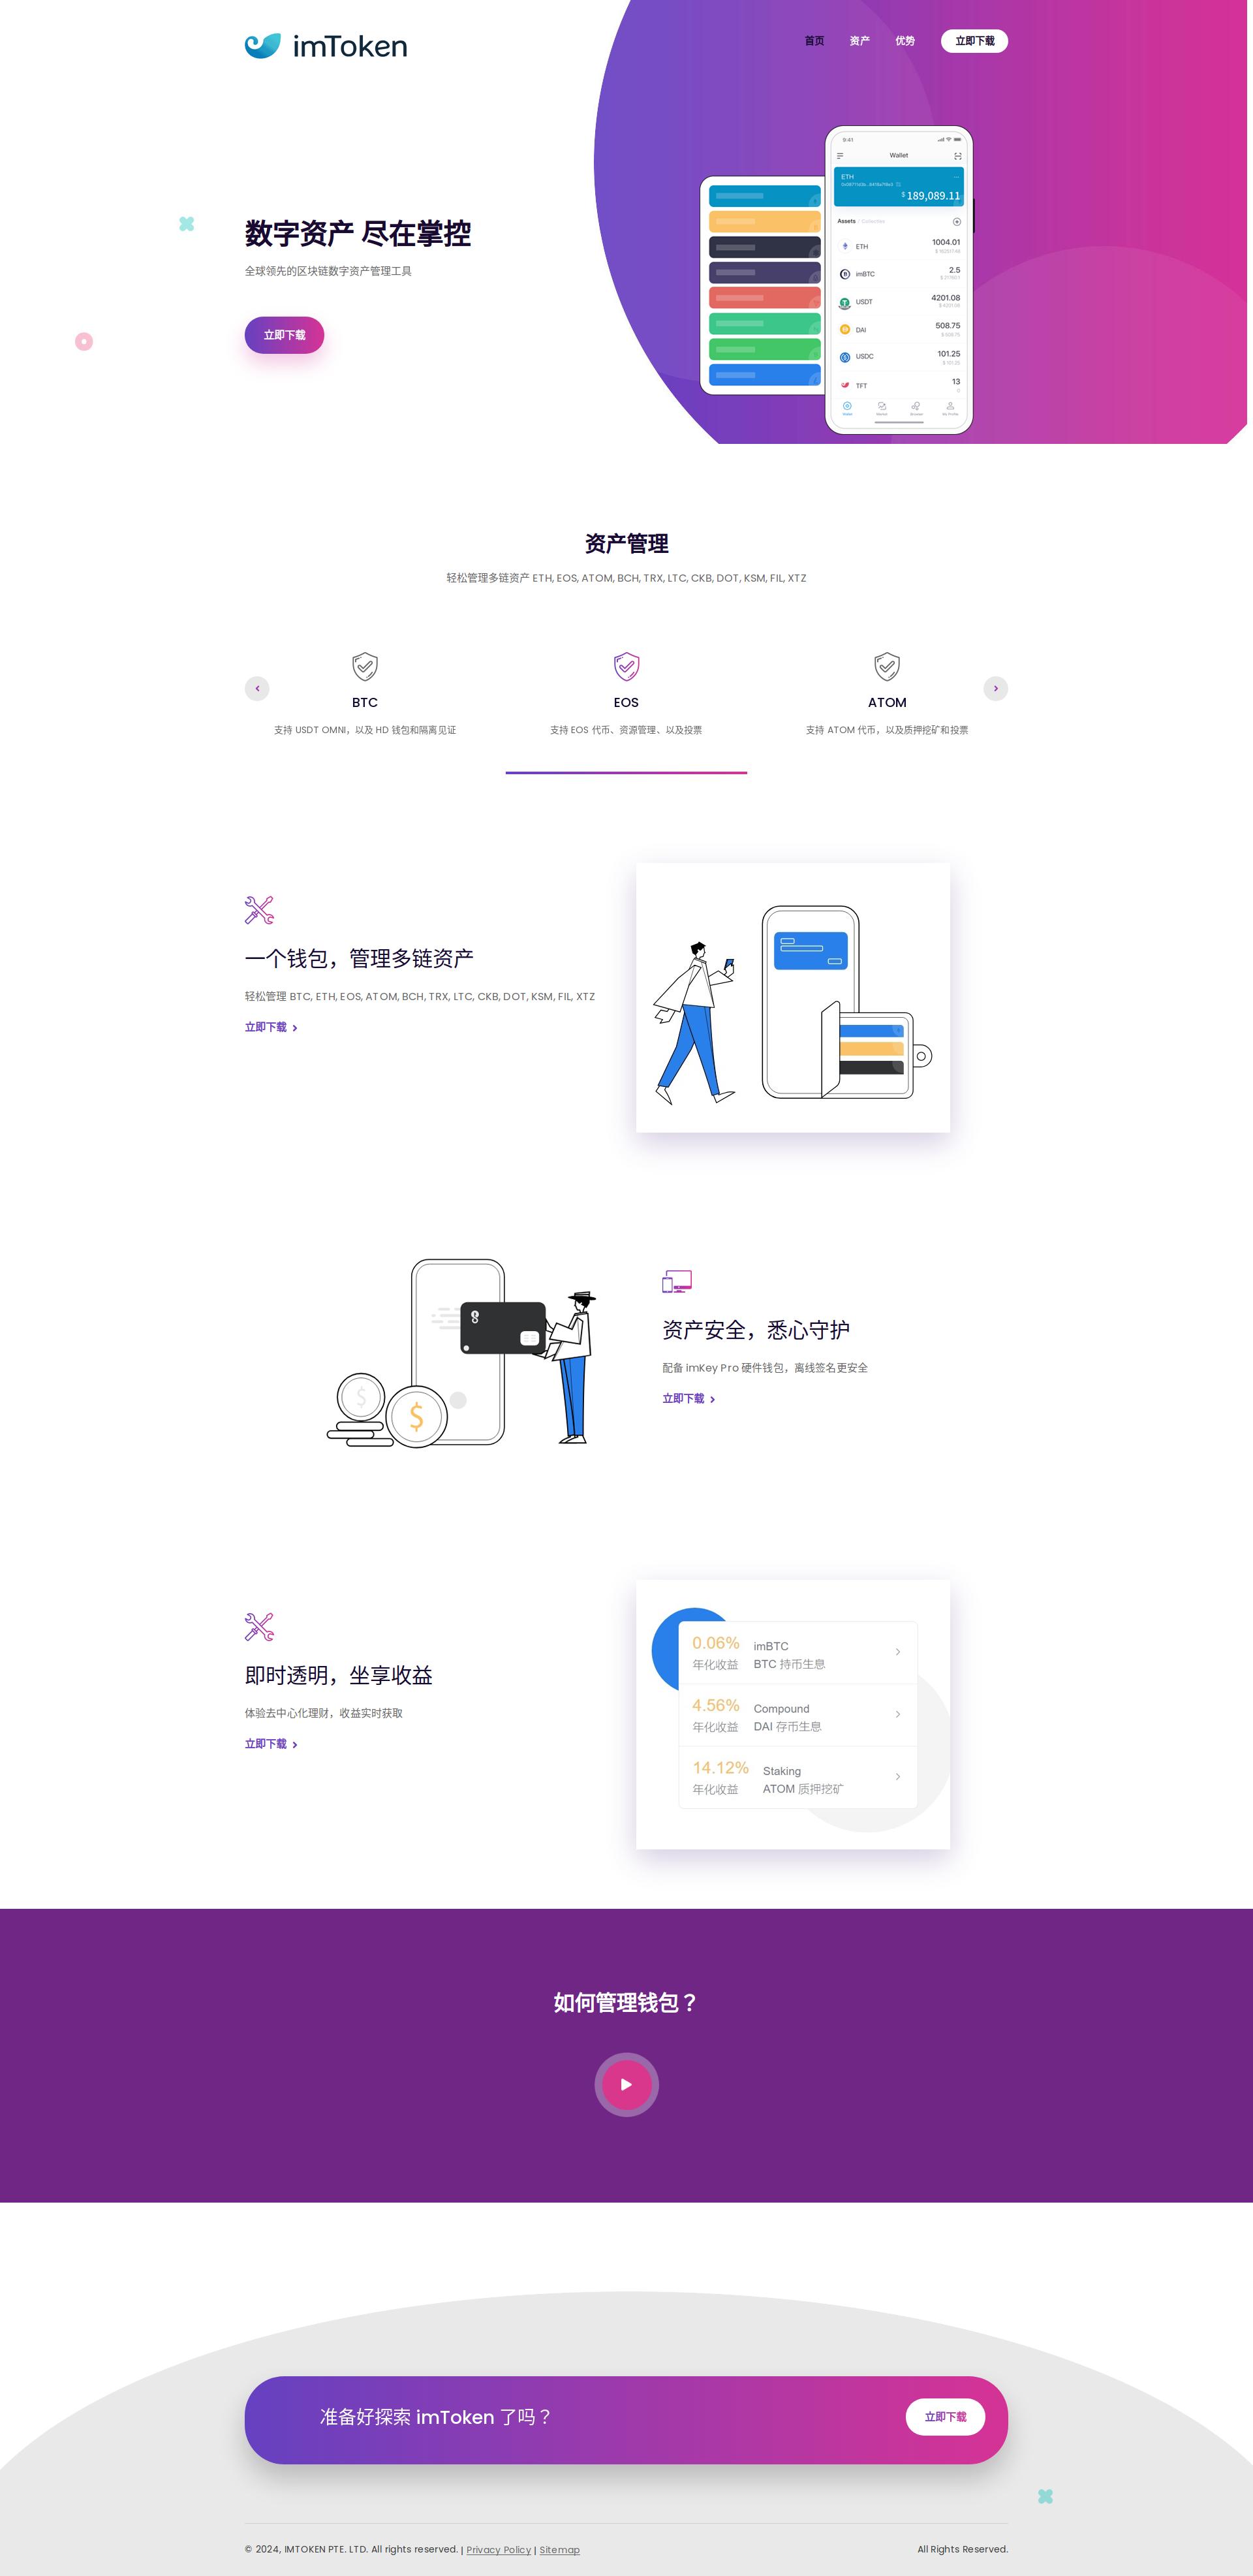 imToken
首页 资产 优势 立即下载
数字资产 尽在掌控
全球领先的区块链数字资产管理工具
立即下载
Wallet
ETH
$ 189,089.11
Assets / Collectibles
ETH 1004.01
imBTC 2.5
USDT 4201.08
DAI 508.75
USDC 101.25
TFT 13
资产管理
轻松管理多链资产 ETH, EOS, ATOM, BCH, TRX, LTC, CKB, DOT, KSM, FIL, XTZ
BTC
支持 USDT OMNI，以及 HD 钱包和隔离见证
EOS
支持 EOS 代币、资源管理、以及投票
ATOM
支持 ATOM 代币，以及质押挖矿和投票
一个钱包，管理多链资产
轻松管理 BTC, ETH, EOS, ATOM, BCH, TRX, LTC, CKB, DOT, KSM, FIL, XTZ
立即下载
资产安全，悉心守护
配备 imKey Pro 硬件钱包，离线签名更安全
立即下载
即时透明，坐享收益
体验去中心化理财，收益实时获取
立即下载
0.06% imBTC
年化收益 BTC 持币生息
4.56% Compound
年化收益 DAI 存币生息
14.12% Staking
年化收益 ATOM 质押挖矿
如何管理钱包？
准备好探索 imToken 了吗？
立即下载
© 2024, IMTOKEN PTE. LTD. All rights reserved. | Privacy Policy | Sitemap
All Rights Reserved.